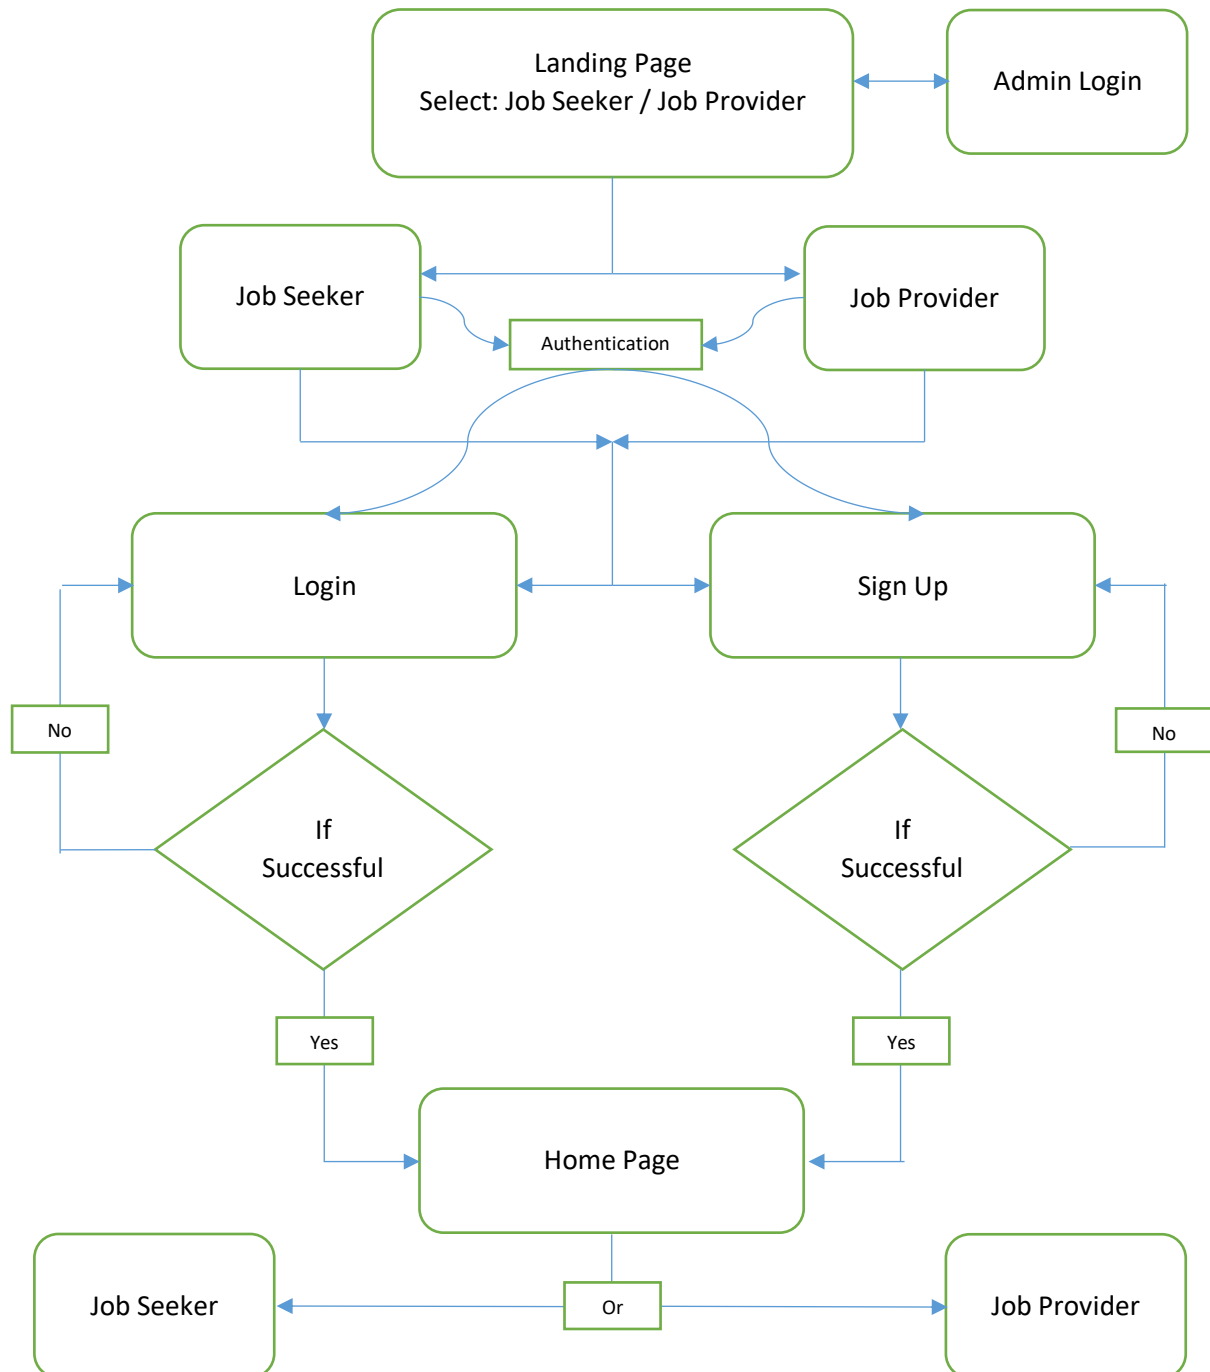 Landing Page
Select: Job Seeker / Job Provider
Admin Login
Job Seeker
Job Provider
Authentication
Login
Sign Up
No
No
If
Successful
If
Successful
Yes
Yes
Home Page
Job Seeker
Or
Job Provider